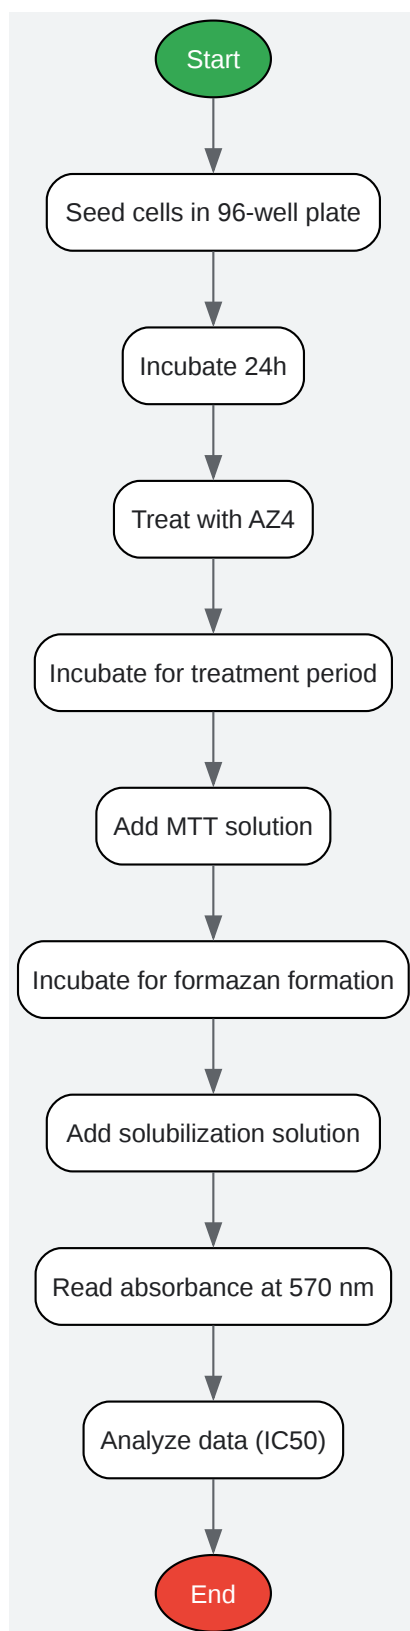 Start
Seed cells in 96-well plate
Incubate 24h
Treat with AZ4
Incubate for treatment period
Add MTT solution
Incubate for formazan formation
Add solubilization solution
Read absorbance at 570 nm
Analyze data (IC50)
End